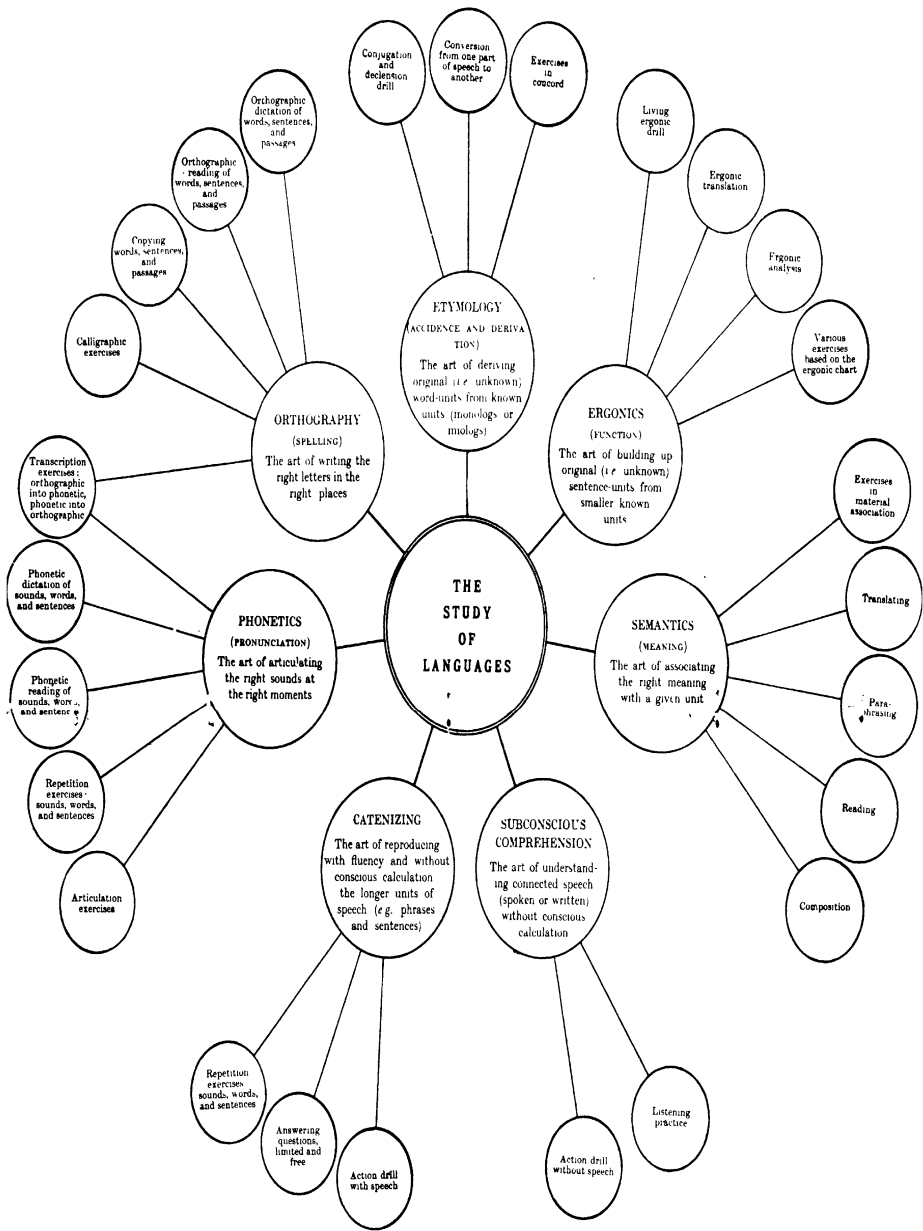 THE
STUDY
OF
LANGUAGES
ETYMOLOGY
(ACCIDENCE AND DERIVA
TION)
The art of deriving
original (i e unknown)
word-units from known
units (monologs or
miologs)
Conjugation
and
declension
drill
Conversion
from one part
of speech to
another
Exercises
in
concord
ERGONICS
(FUNCTION)
The art of building up
original (i e unknown)
sentence-units from
smaller known
units
Living
ergonic
drill
Ergonic
translation
Ergonic
analysis
Various
exercises
based on the
ergonic chart
SEMANTICS
(MEANING)
The art of associating
the right meaning
with a given unit
Exercises
in
material
association
Translating
Para-
phrasing
Reading
Composition
SUBCONSCIOUS
COMPREHENSION
The art of understand-
ing connected speech
(spoken or written)
without conscious
calculation
Listening
practice
Action drill
without speech
CATENIZING
The art of reproducing
with fluency and without
conscious calculation
the longer units of
speech (e g. phrases
and sentences)
Action drill
with speech
Answering
questions,
limited and
free
Repetition
exercises
sounds, words,
and sentences
PHONETICS
(PRONUNCIATION)
The art of articulating
the right sounds at
the right moments
Articulation
exercises
Repetition
exercises ·
sounds, words,
and sentences
Phonetic
reading of
sounds, words,
and sentences
Phonetic
dictation of
sounds, words,
and sentences
Transcription
exercises :
orthographic
into phonetic,
phonetic into
orthographic
ORTHOGRAPHY
(SPELLING)
The art of writing the
right letters in the
right places
Calligraphic
exercises
Copying
words, sentences,
and
passages
Orthographic
reading of
words, sentences,
and
passages
Orthographic
dictation of
words, sentences,
and
passages